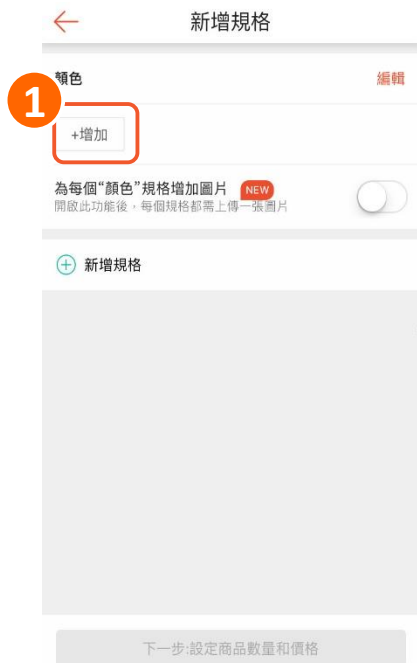 新增規格
顏色
編輯
1
+增加
為每個“顏色”規格增加圖片 NEW
開啟此功能後，每個規格都需上傳一張圖片
新增規格
下一步:設定商品數量和價格